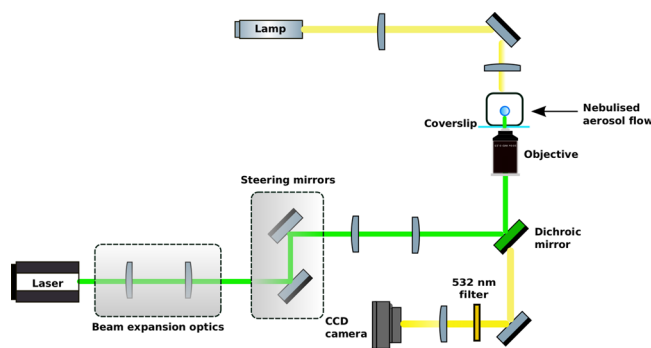 Lamp
Nebulised
aerosol flow
Coverslip
Objective
Steering mirrors
Dichroic
mirror
Laser
532 nm
filter
Beam expansion optics
CCD
camera